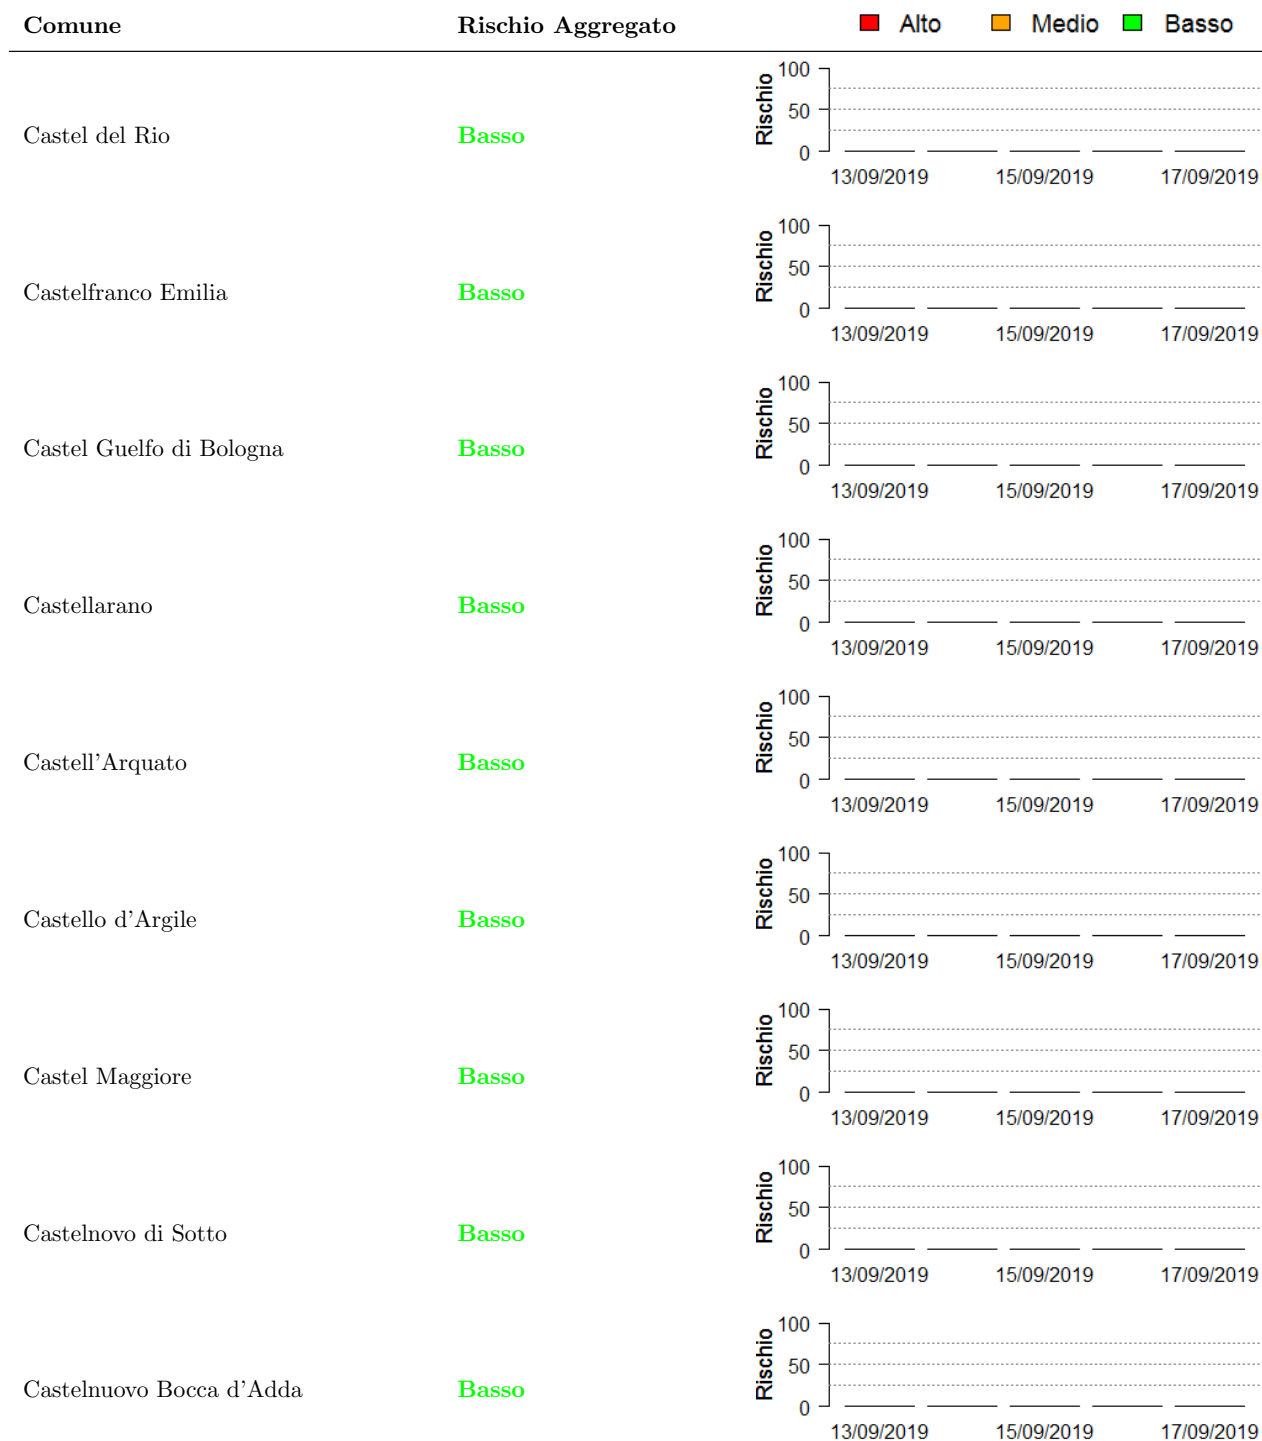 Comune Rischio Aggregato Alto Medio Basso
100
50
0
Rischio
Castel del Rio Basso
13/09/2019 15/09/2019 17/09/2019
100
50
0
Rischio
Castelfranco Emilia Basso
13/09/2019 15/09/2019 17/09/2019
100
50
0
Rischio
Castel Guelfo di Bologna Basso
13/09/2019 15/09/2019 17/09/2019
100
50
0
Rischio
Castellarano Basso
13/09/2019 15/09/2019 17/09/2019
100
50
0
Rischio
Castell'Arquato Basso
13/09/2019 15/09/2019 17/09/2019
100
50
0
Rischio
Castello d'Argile Basso
13/09/2019 15/09/2019 17/09/2019
100
50
0
Rischio
Castel Maggiore Basso
13/09/2019 15/09/2019 17/09/2019
100
50
0
Rischio
Castelnovo di Sotto Basso
13/09/2019 15/09/2019 17/09/2019
100
50
0
Rischio
Castelnuovo Bocca d'Adda Basso
13/09/2019 15/09/2019 17/09/2019